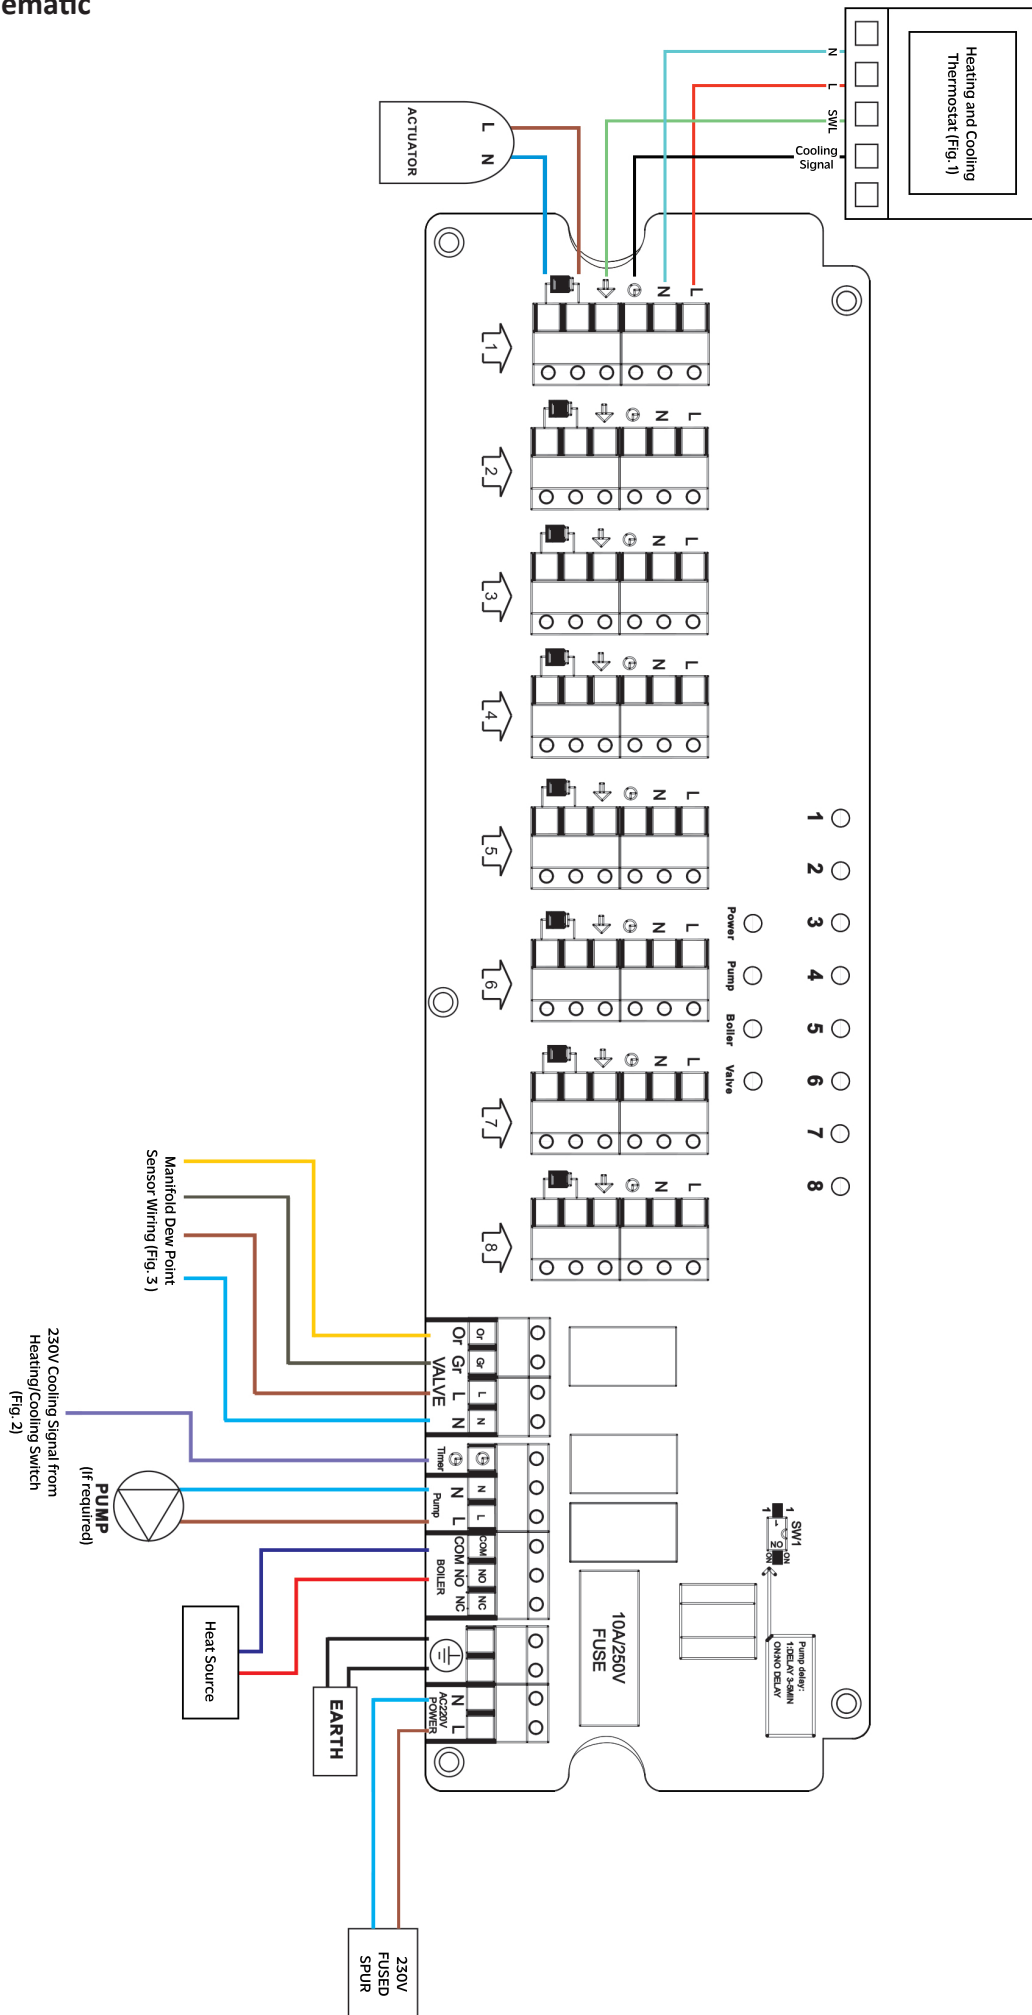 ematic
Heating and Cooling
Thermostat (Fig. 1)
N
L
SWL
Cooling
Signal
ACTUATOR
L
N
N
L
1
N
L
2
N
L
3
N
L
4
N
L
5
N
L
6
N
L
7
N
L
8
1
2
3
4
5
6
7
8
Power
Pump
Boiler
Valve
Manifold Dew Point
Sensor Wiring (Fig. 3 )
Or Gr L N
VALVE
Or
Gr
L
N
230V Cooling Signal from
Heating/Cooling Switch
(Fig. 2)
Timer
PUMP
(If required)
N L
Pump
N
L
COM NO NC
BOILER
COM
NO
NC
Heat Source
EARTH
N L
AC220V
POWER
230V
FUSED
SPUR
10A/250V
FUSE
SW1
1
1
1
ON
ON
Pump delay:
1:DELAY 3-5MIN
ON:NO DELAY